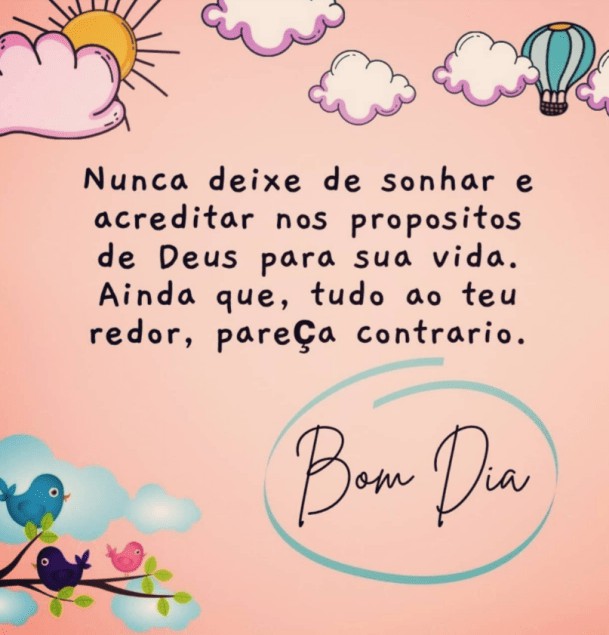 Nunca deixe de sonhar e
acreditar nos propositos
de Deus para sua vida.
Ainda que, tudo ao teu
redor, pareÇa contrario.
Bom Dia